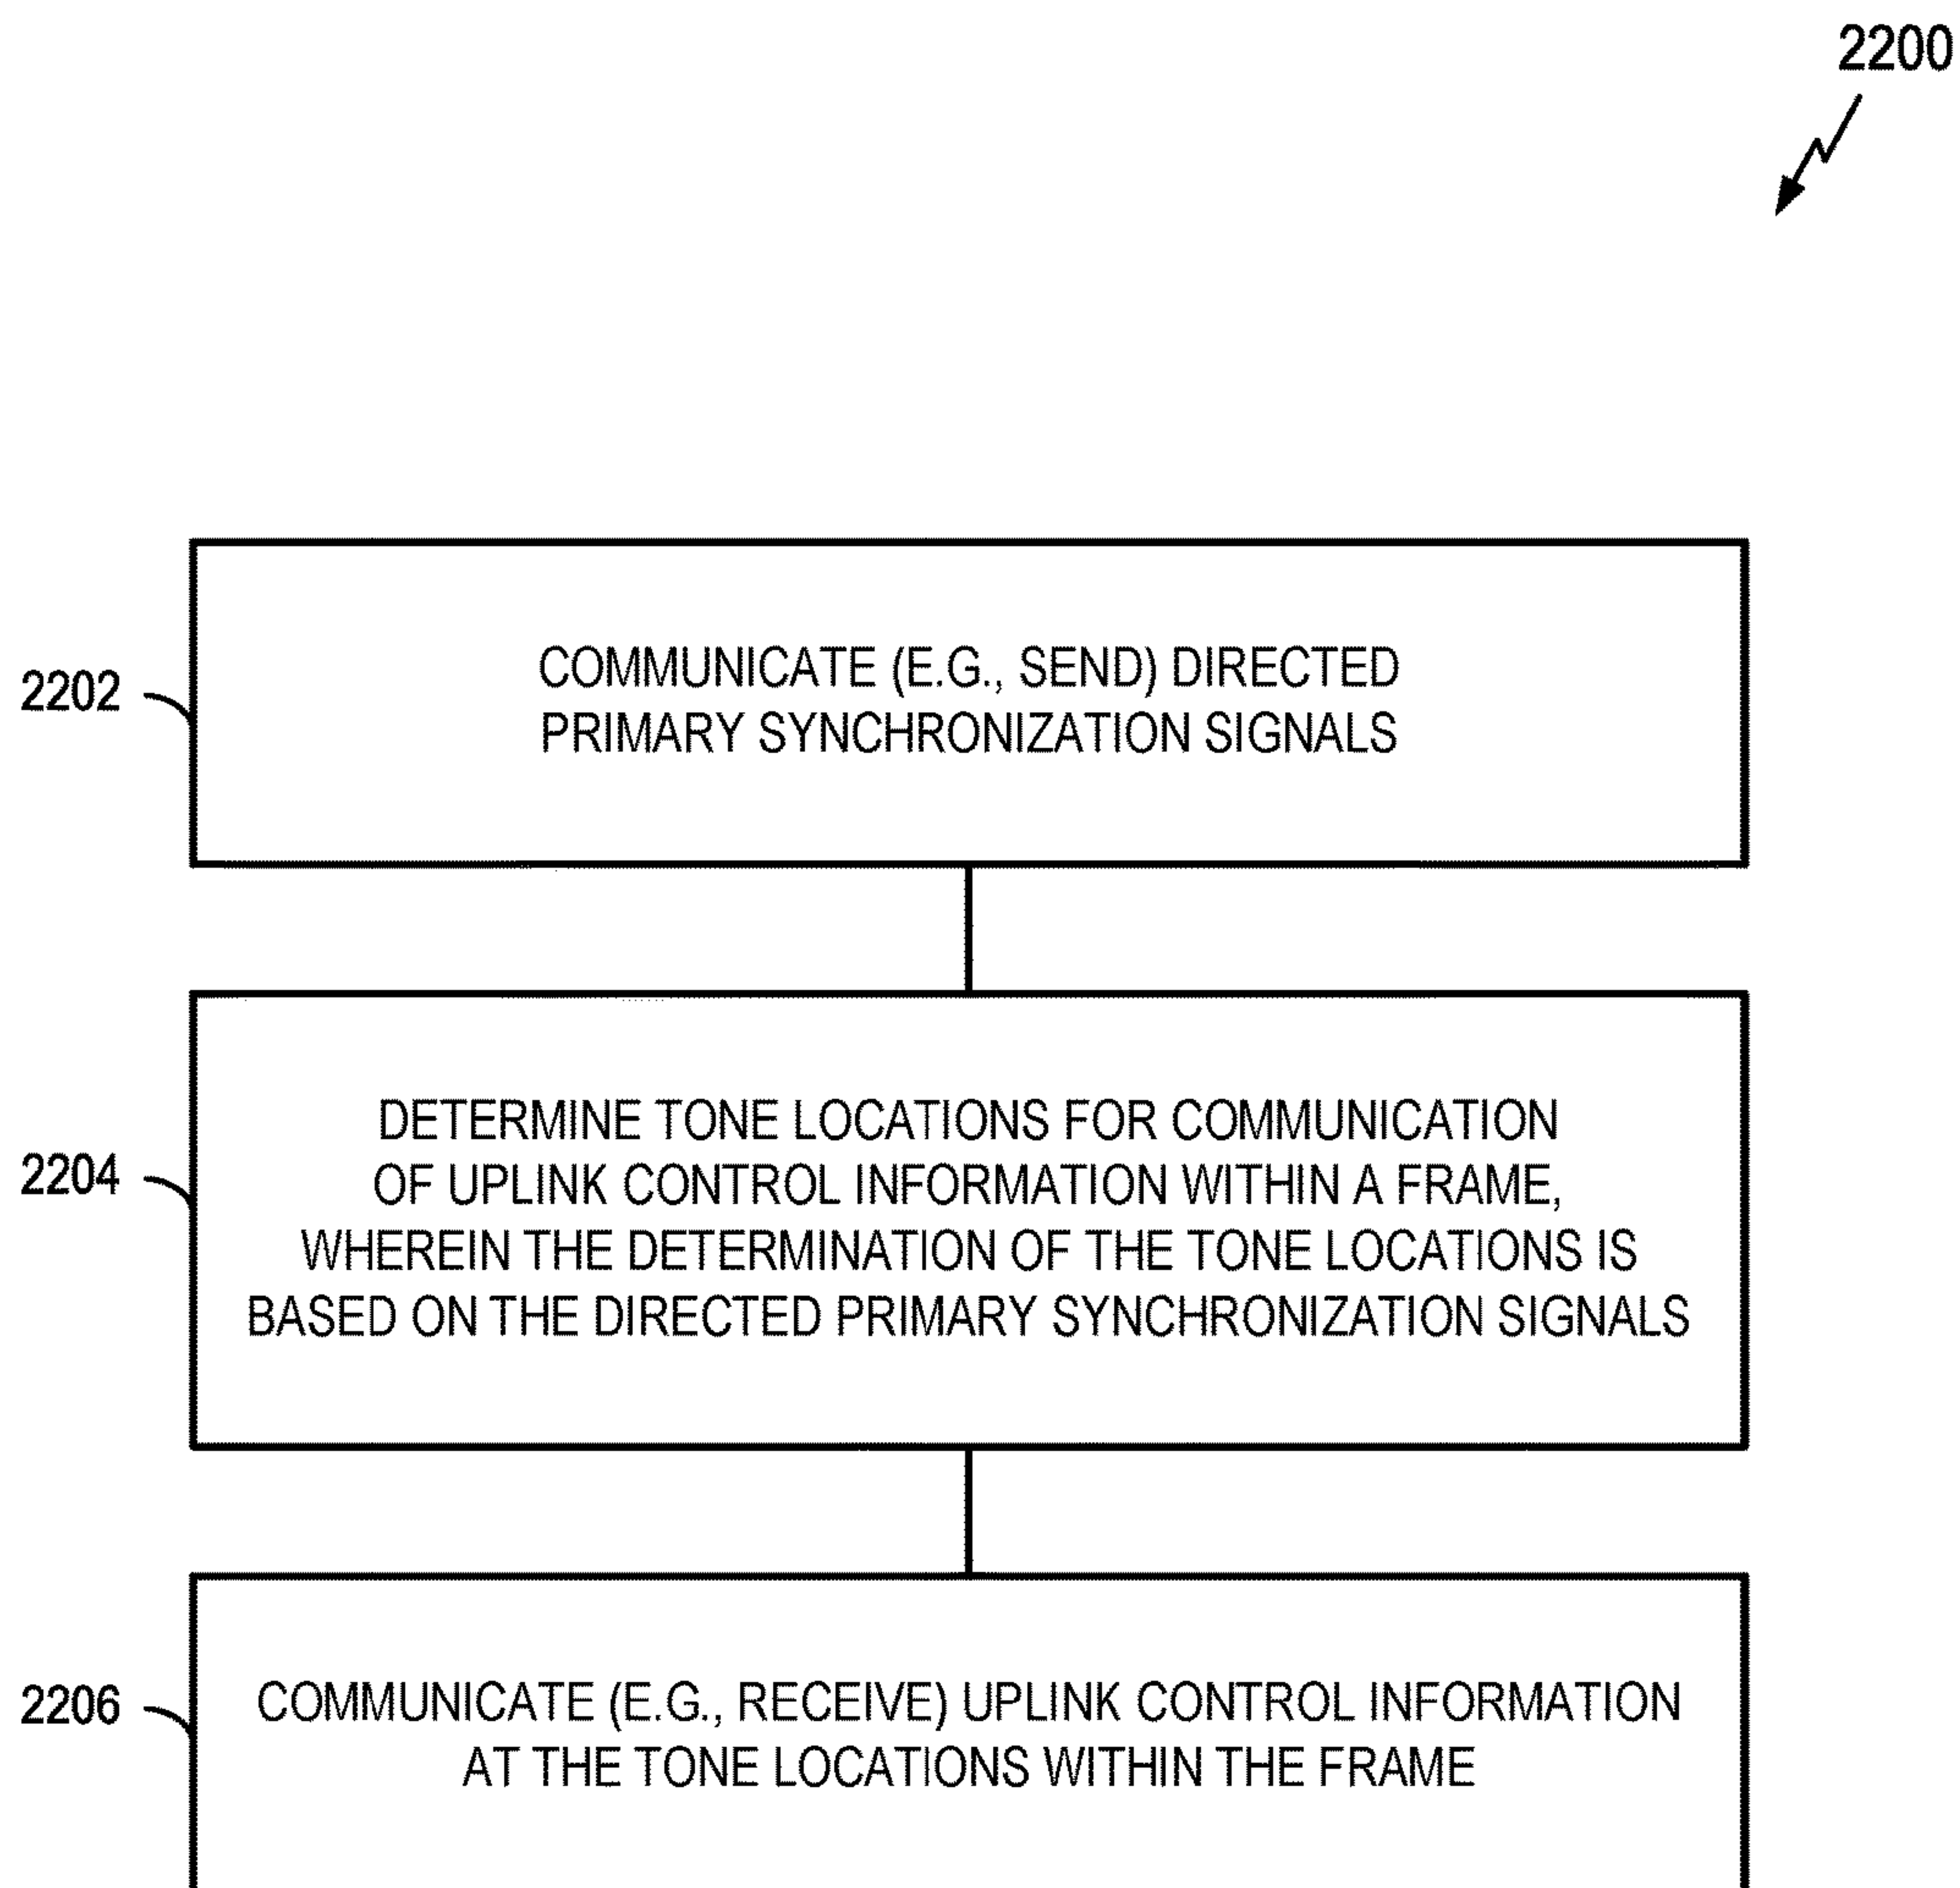 2200
2202
COMMUNICATE (E.G., SEND) DIRECTED
PRIMARY SYNCHRONIZATION SIGNALS
2204
DETERMINE TONE LOCATIONS FOR COMMUNICATION
OF UPLINK CONTROL INFORMATION WITHIN A FRAME,
WHEREIN THE DETERMINATION OF THE TONE LOCATIONS IS
BASED ON THE DIRECTED PRIMARY SYNCHRONIZATION SIGNALS
2206
COMMUNICATE (E.G., RECEIVE) UPLINK CONTROL INFORMATION
AT THE TONE LOCATIONS WITHIN THE FRAME